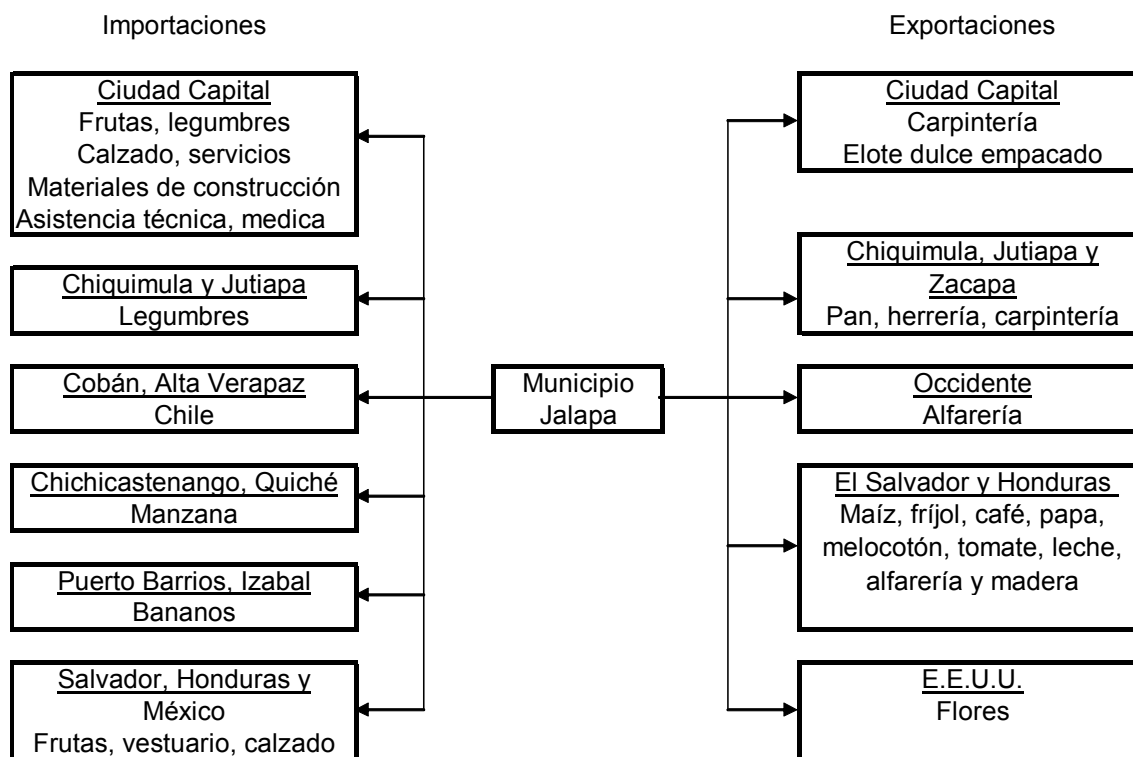 Importaciones
Exportaciones
Ciudad Capital
Frutas, legumbres
Calzado, servicios
Materiales de construcción
Asistencia técnica, medica
Chiquimula y Jutiapa
Legumbres
Cobán, Alta Verapaz
Chile
Chichicastenango, Quiché
Manzana
Puerto Barrios, Izabal
Bananos
Salvador, Honduras y
México
Frutas, vestuario, calzado
Municipio
Jalapa
Ciudad Capital
Carpintería
Elote dulce empacado
Chiquimula, Jutiapa y
Zacapa
Pan, herrería, carpintería
Occidente
Alfarería
El Salvador y Honduras
Maíz, fríjol, café, papa,
melocotón, tomate, leche,
alfarería y madera
E.E.U.U.
Flores